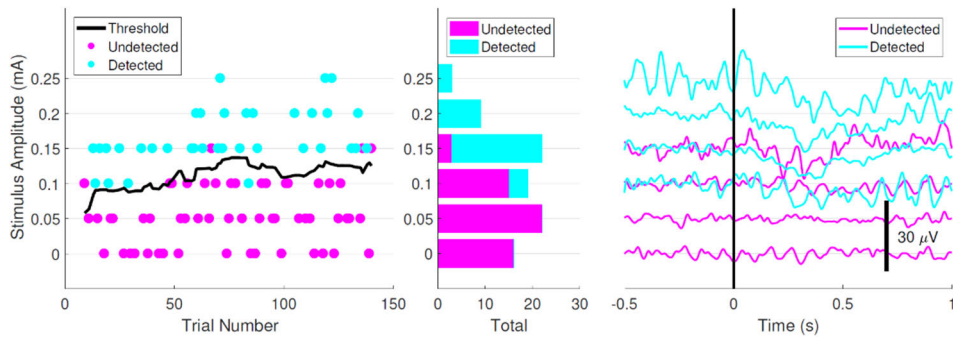 Threshold
Undetected
Detected
Undetected
Detected
Undetected
Detected
Stimulus Amplitude (mA)
0.25
0.2
0.15
0.1
0.05
0
0.25
0.2
0.15
0.1
0.05
0
30 μV
0 50 100 150
0 10 20 30
-0.5 0 0.5 1
Trial Number
Total
Time (s)